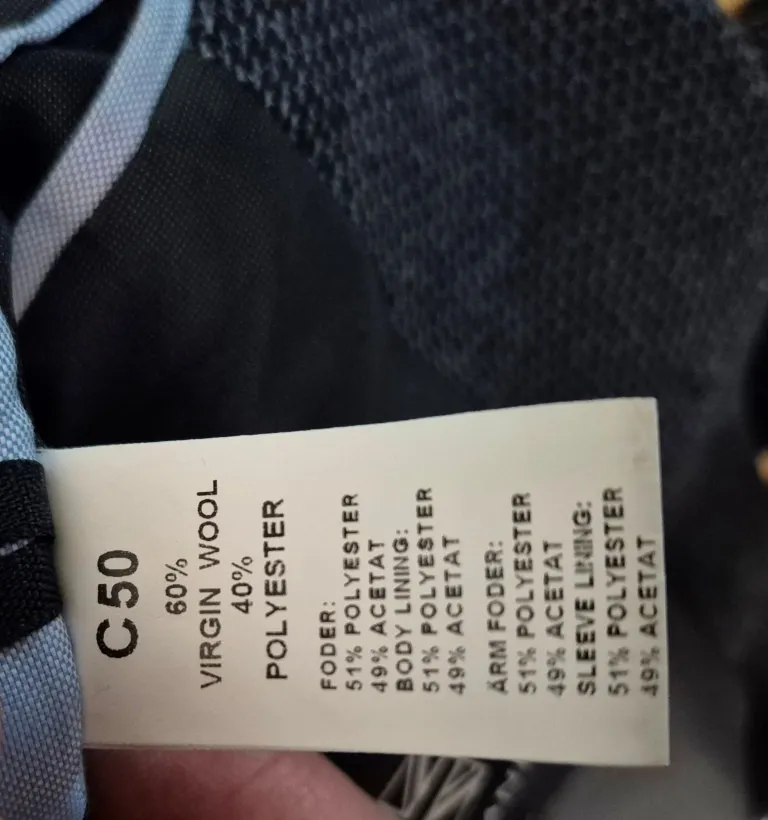 C50
60%
VIRGIN WOOL
40%
POLYESTER
FODER:
51% POLYESTER
49% ACETAT
BODY LINING:
51% POLYESTER
49% ACETAT
ÄRM FODER:
51% POLYESTER
49% ACETAT
SLEEVE LINING:
51% POLYESTER
49% ACETAT